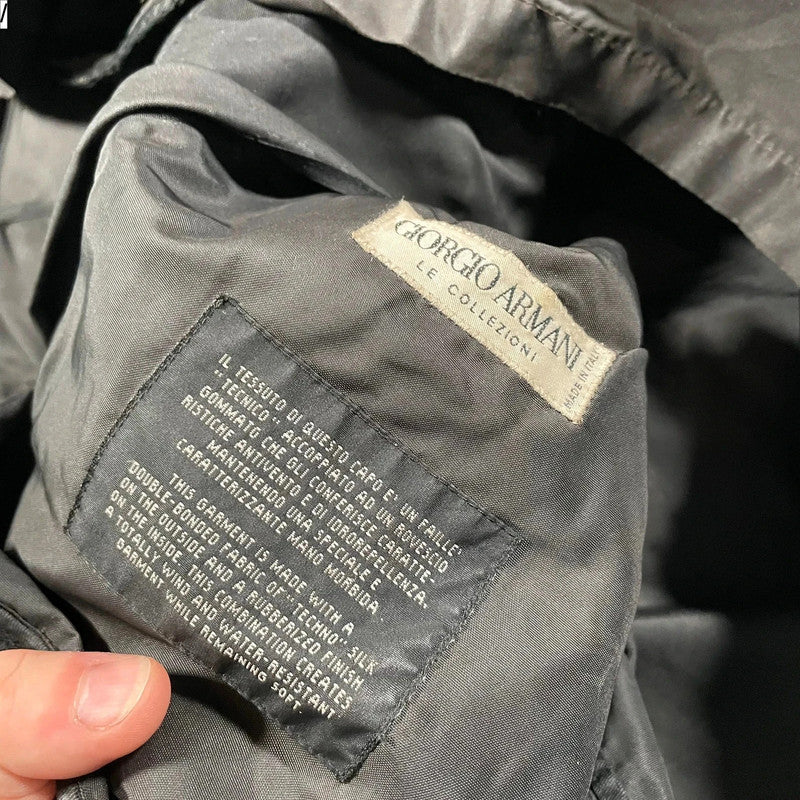 GIORGIO ARMANI
LE COLLEZIONI
MADE IN ITALY
IL TESSUTO DI QUESTO CAPO E' UN FAILLE
"TECNICO", ACCOPPIATO AD UN ROVESCIO
GOMMATO CHE GLI CONFERISCE CARATTE-
RISTICHE ANTIVENTO E DI IDROREPELLENZA,
MANTENENDO UNA SPECIALE E
CARATTERIZZANTE MANO MORBIDA.
THIS GARMENT IS MADE WITH A
DOUBLE-BONDED FABRIC OF "TECHNO" SILK
ON THE OUTSIDE AND A RUBBERIZED FINISH
ON THE INSIDE. THIS COMBINATION CREATES
A TOTALLY WIND AND WATER-RESISTANT
GARMENT WHILE REMAINING SOFT.